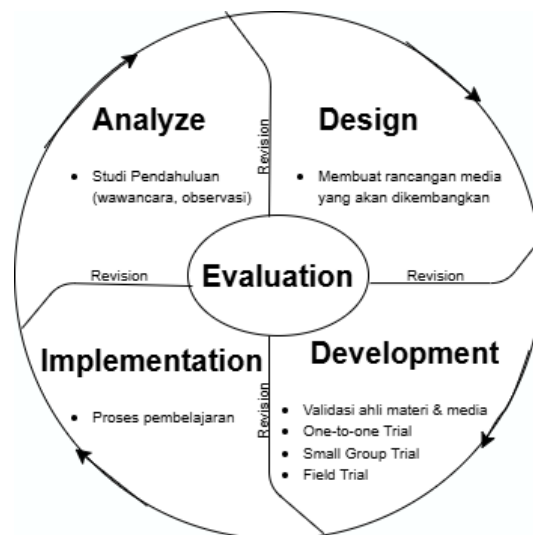 Analyze
• Studi Pendahuluan
(wawancara, observasi)
Revision
Design
• Membuat rancangan media
yang akan dikembangkan
Revision
Evaluation
Revision
Implementation
• Proses pembelajaran
Revision
Development
• Validasi ahli materi & media
• One-to-one Trial
• Small Group Trial
• Field Trial